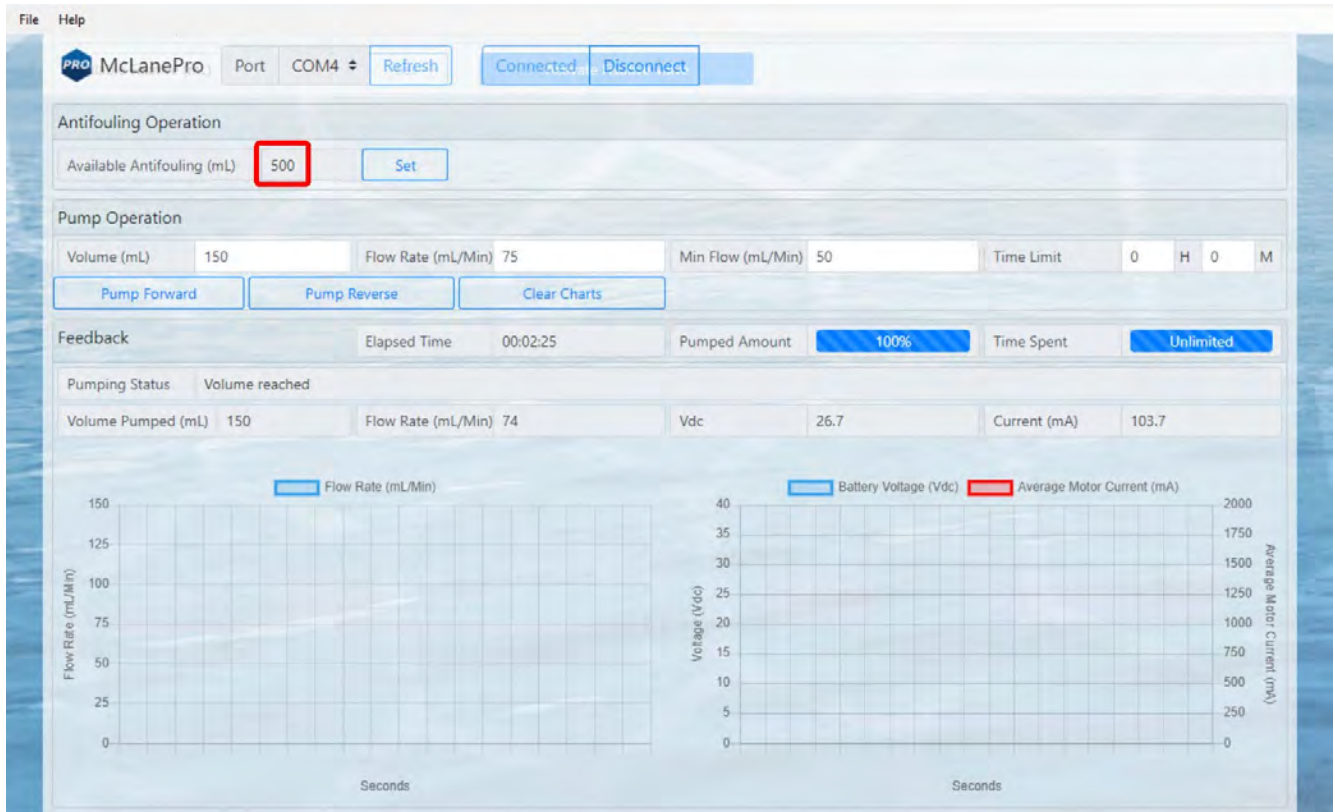 File Help
PRO McLanePro Port COM4 Refresh Connected Disconnect
Antifouling Operation
Available Antifouling (mL) 500 Set
Pump Operation
Volume (mL) 150 Flow Rate (mL/Min) 75 Min Flow (mL/Min) 50 Time Limit 0 H 0 M
Pump Forward Pump Reverse Clear Charts
Feedback Elapsed Time 00:02:25 Pumped Amount 100% Time Spent Unlimited
Pumping Status Volume reached
Volume Pumped (mL) 150 Flow Rate (mL/Min) 74 Vdc 26.7 Current (mA) 103.7
Flow Rate (mL/Min)
150
125
100
75
50
25
0
Flow Rate (mL/Min)
Seconds
Battery Voltage (Vdc) Average Motor Current (mA)
40 2000
35 1750
30 1500
25 1250
20 1000
15 750
10 500
5 250
0 0
Voltage (Vdc)
Average Motor Current (mA)
Seconds